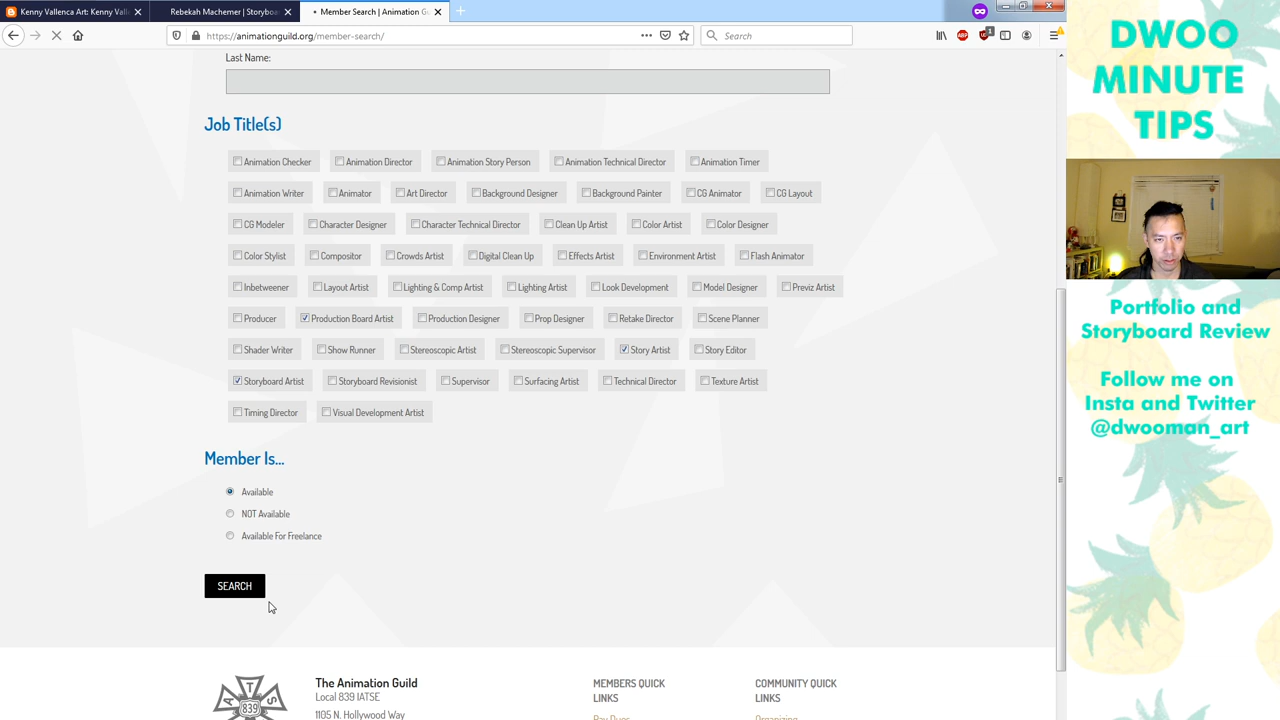 Kenny Vallenca Art: Kenny Valle
Rebekah Machemer | Storyboa
Member Search | Animation Gu
https://animationguild.org/member-search/
Search
Last Name:
Job Title(s)
Animation Checker Animation Director Animation Story Person Animation Technical Director Animation Timer
Animation Writer Animator Art Director Background Designer Background Painter CG Animator CG Layout
CG Modeler Character Designer Character Technical Director Clean Up Artist Color Artist Color Designer
Color Stylist Compositor Crowds Artist Digital Clean Up Effects Artist Environment Artist Flash Animator
Inbetweener Layout Artist Lighting & Comp Artist Lighting Artist Look Development Model Designer Previz Artist
Producer Production Board Artist Production Designer Prop Designer Retake Director Scene Planner
Shader Writer Show Runner Stereoscopic Artist Stereoscopic Supervisor Story Artist Story Editor
Storyboard Artist Storyboard Revisionist Supervisor Surfacing Artist Technical Director Texture Artist
Timing Director Visual Development Artist
Member Is...
Available
NOT Available
Available For Freelance
SEARCH
A T S
839
The Animation Guild
Local 839 IATSE
1105 N. Hollywood Way
MEMBERS QUICK
LINKS
Pay Dues
COMMUNITY QUICK
LINKS
Organizing
DWOO
MINUTE
TIPS
Portfolio and
Storyboard Review
Follow me on
Insta and Twitter
@dwooman_art